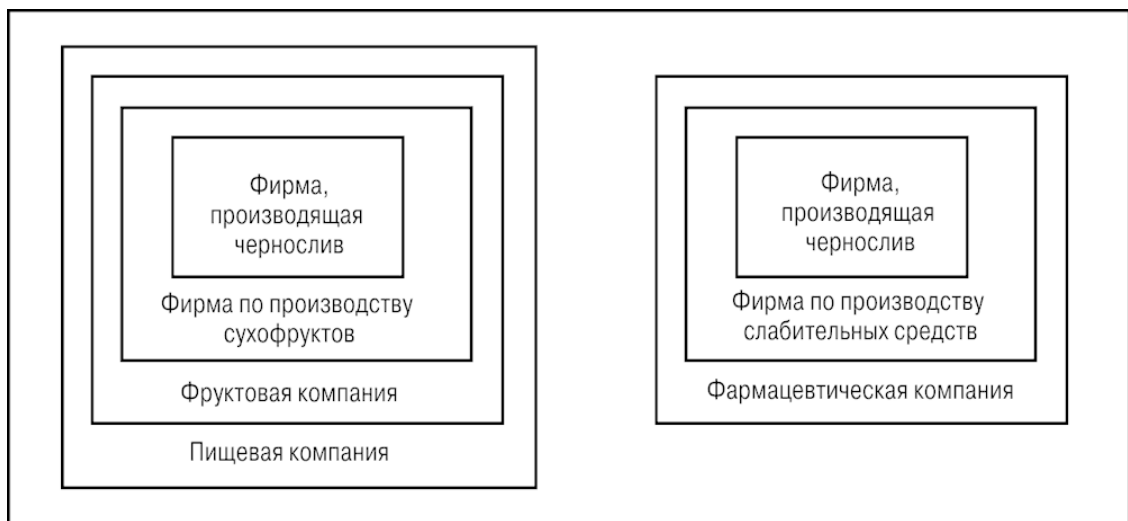 Фирма,
производящая
чернослив
Фирма по производству
сухофруктов
Фруктовая компания
Пищевая компания
Фирма,
производящая
чернослив
Фирма по производству
слабительных средств
Фармацевтическая компания